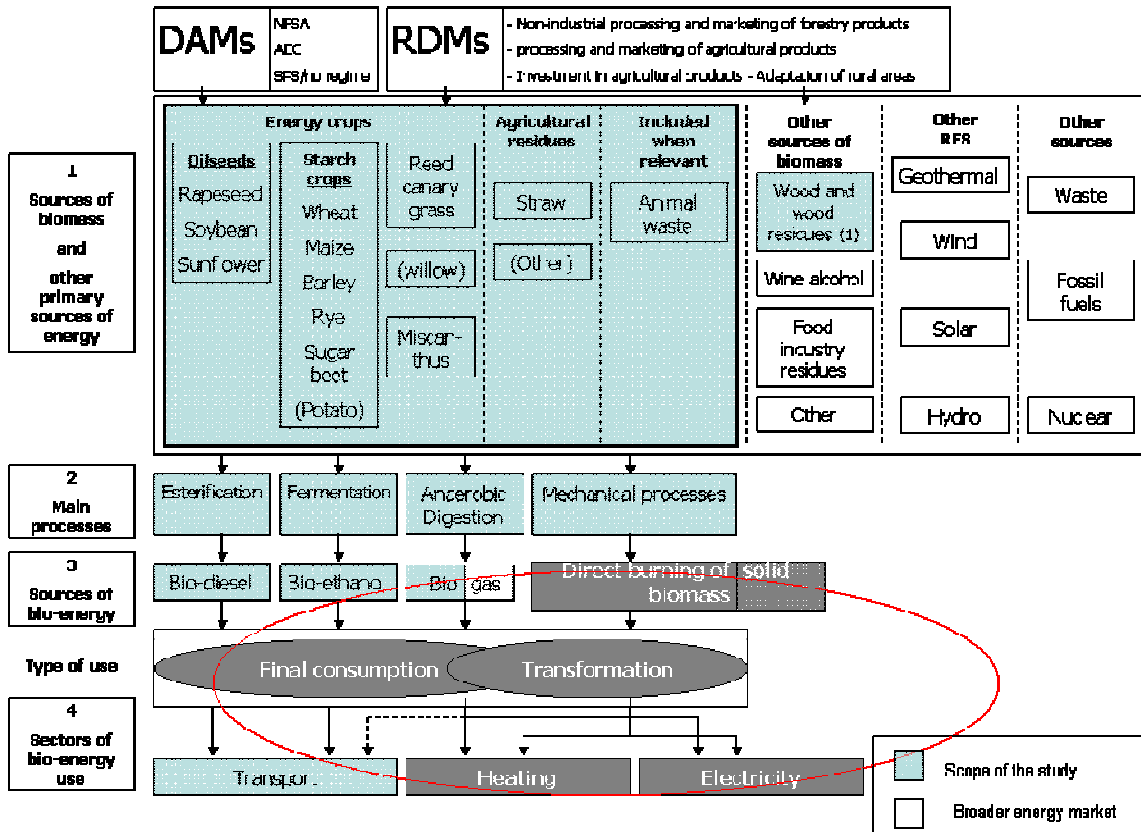 DAMs
NFSA
AEC
SFS/no regime
RDMs
- Non-industrial processing and marketing of forestry products
- processing and marketing of agricultural products
- Investment in agricultural products - Adaptation of rural areas
1
Sources of
biomass
and
other
primary
sources of
energy
Energy crops
Oilseeds
Rapeseed
Soybean
Sunflower
Starch
crops
Wheat
Maize
Barley
Rye
Sugar
beet
(Potato)
Reed
canary
grass
(willow)
Miscan-
thus
Agricultural
residues
Straw
(Other)
Included
when
relevant
Animal
waste
Other
sources of
biomass
Wood and
wood
residues (1)
Wine alcohol
Food
industry
residues
Other
Other
RES
Geothermal
Wind
Solar
Hydro
Other
sources
Waste
Fossil
fuels
Nuclear
2
Main
processes
Esterification
Fermentation
Anaerobic
Digestion
Mechanical processes
3
Sources of
bio-energy
Bio-diesel
Bio-ethano
Bio gas
Direct burning of solid
biomass
Type of use
Final consumption
Transformation
4
Sectors of
bio-energy
use
Transport
Heating
Electricity
Scope of the study
Broader energy market